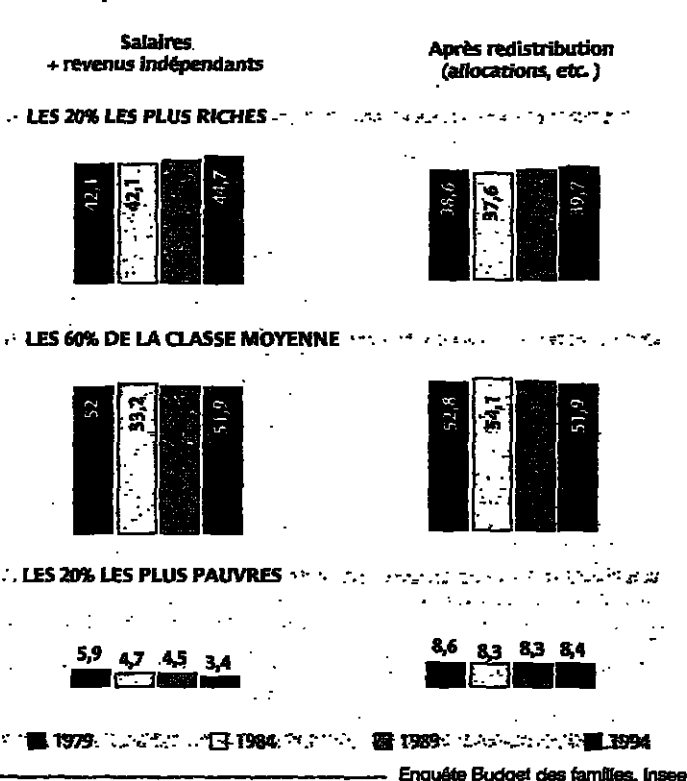 Salaires
+ revenus indépendants
Après redistribution
(allocations, etc.)
LES 20% LES PLUS RICHES
42,1 42,1 44,7
38,6 37,6 39,7
LES 60% DE LA CLASSE MOYENNE
52 53,2 51,9
52,8 54,1 51,9
LES 20% LES PLUS PAUVRES
5,9 4,7 4,5 3,4
8,6 8,3 8,3 8,4
1979 1984 1989 1994
Enquête Budget des familles, Insee